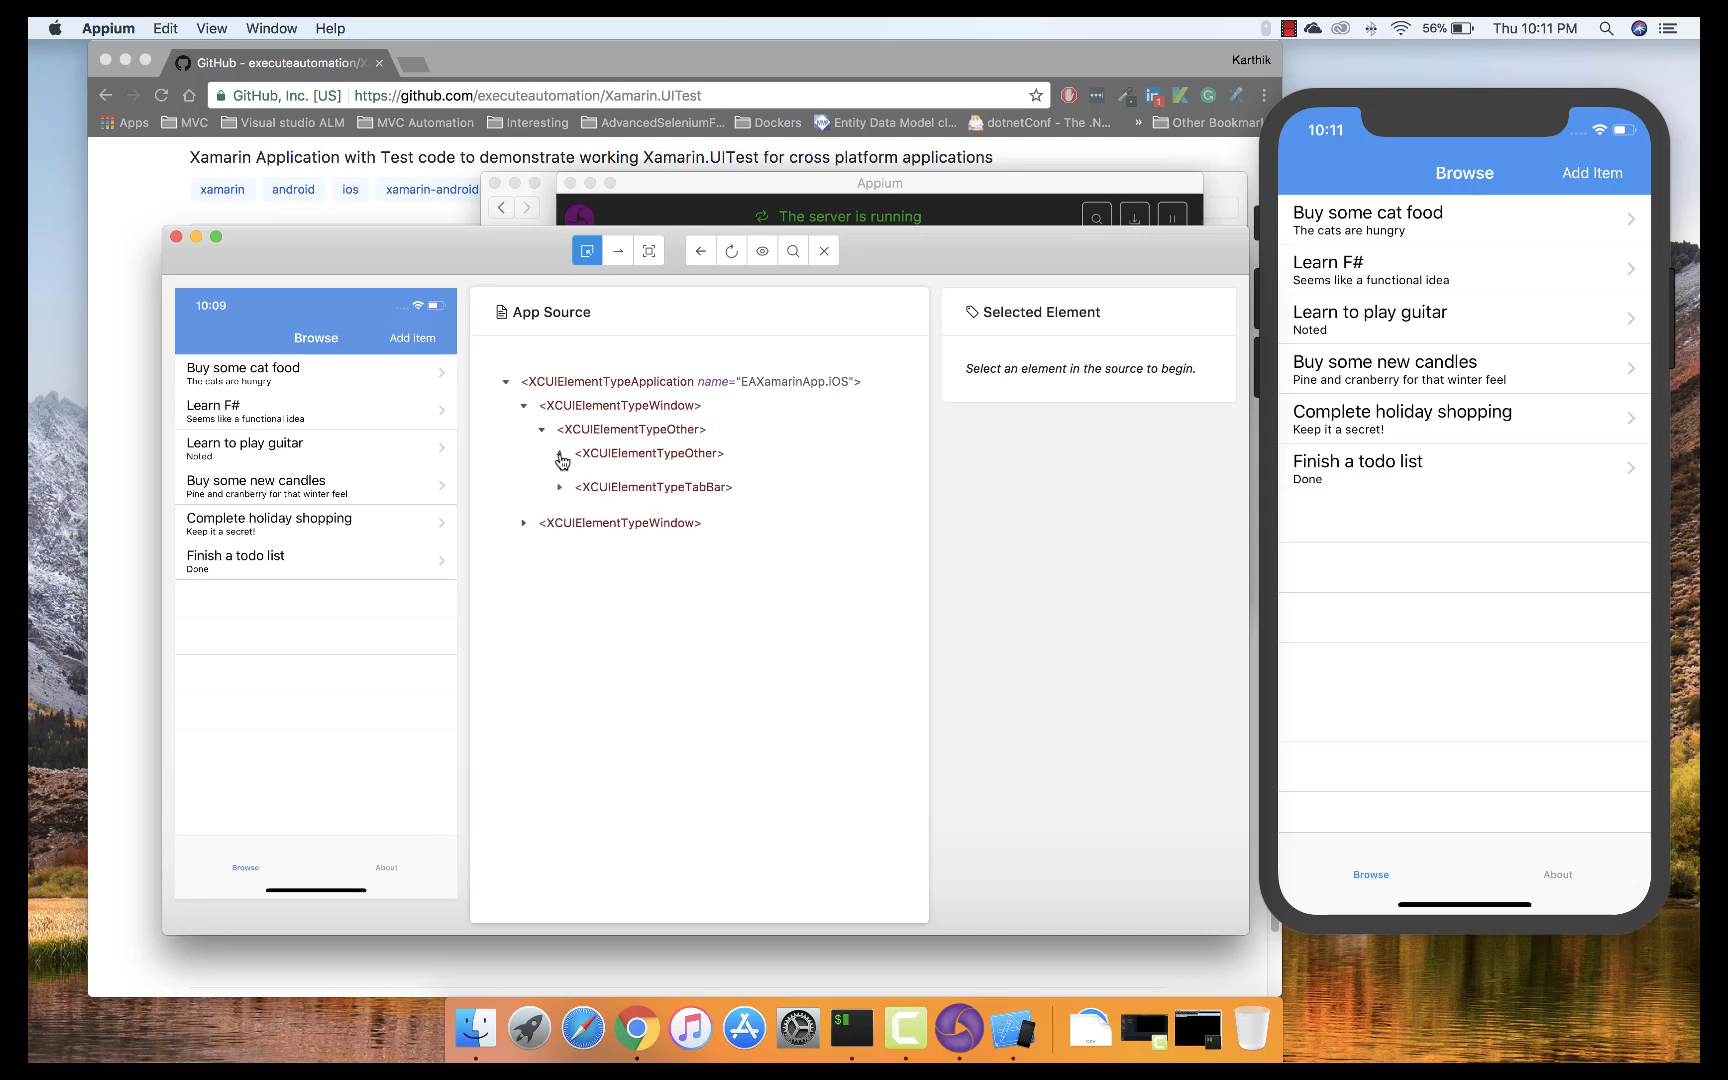 Appium Edit View Window Help
56% Thu 10:11 PM
GitHub - executeautomation/X
Karthik
GitHub, Inc. [US] https://github.com/executeautomation/Xamarin.UITest
Apps MVC Visual studio ALM MVC Automation Interesting AdvancedSeleniumF... Dockers Entity Data Model cl... dotnetConf - The .N... » Other Bookmar
Xamarin Application with Test code to demonstrate working Xamarin.UITest for cross platform applications
xamarin android ios xamarin-android
Appium
The server is running
10:09
Browse Add Item
Buy some cat food
The cats are hungry
Learn F#
Seems like a functional idea
Learn to play guitar
Noted
Buy some new candles
Pine and cranberry for that winter feel
Complete holiday shopping
Keep it a secret!
Finish a todo list
Done
Browse About
App Source
<XCUIElementTypeApplication name="EAXamarinApp.iOS">
<XCUIElementTypeWindow>
<XCUIElementTypeOther>
<XCUIElementTypeOther>
<XCUIElementTypeTabBar>
<XCUIElementTypeWindow>
Selected Element
Select an element in the source to begin.
10:11
Browse Add Item
Buy some cat food
The cats are hungry
Learn F#
Seems like a functional idea
Learn to play guitar
Noted
Buy some new candles
Pine and cranberry for that winter feel
Complete holiday shopping
Keep it a secret!
Finish a todo list
Done
Browse About